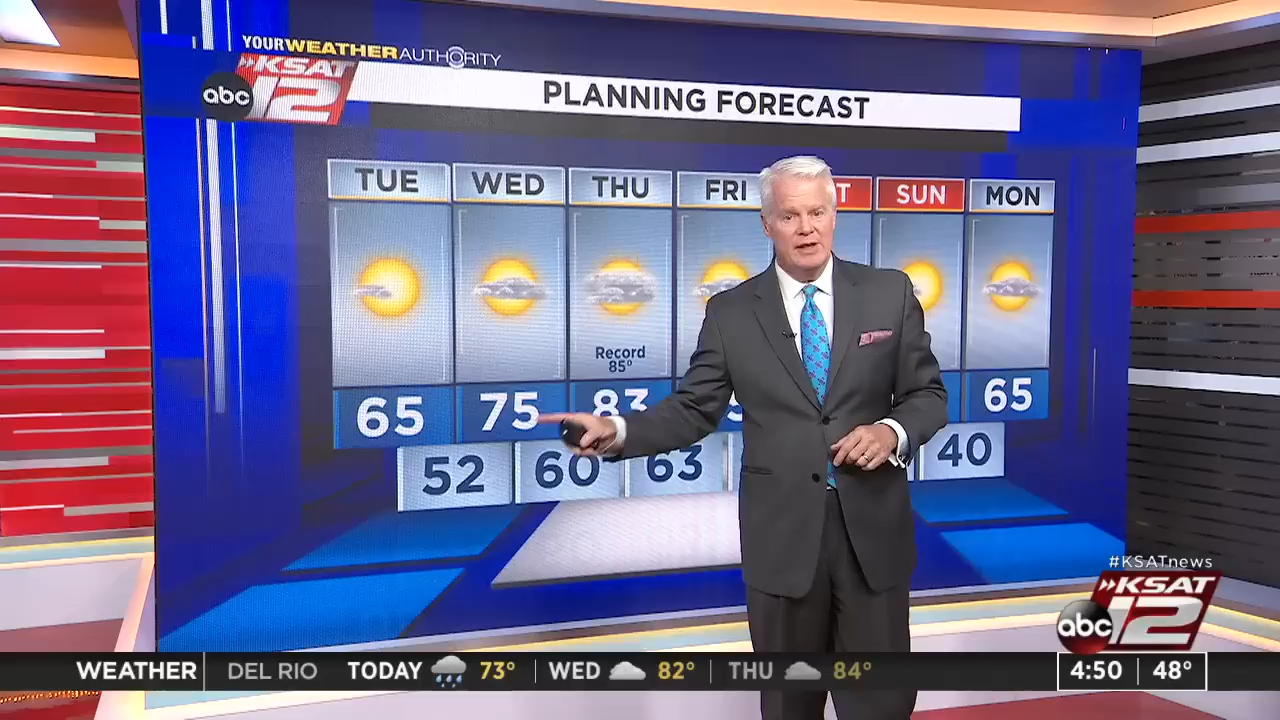 YOUR WEATHER AUTHORITY
abc »KSAT 12
PLANNING FORECAST
TUE WED THU FRI T SUN MON
Record
85°
65 75 83 65
52 60 63 40
#KSATnews
»KSAT
abc 12
WEATHER DEL RIO TODAY 73° WED 82° THU 84° 4:50 48°